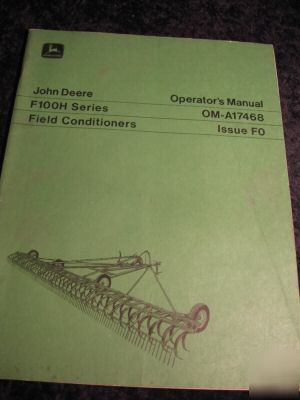 John Deere
F100H Series
Field Conditioners
Operator's Manual
OM-A17468
Issue F0